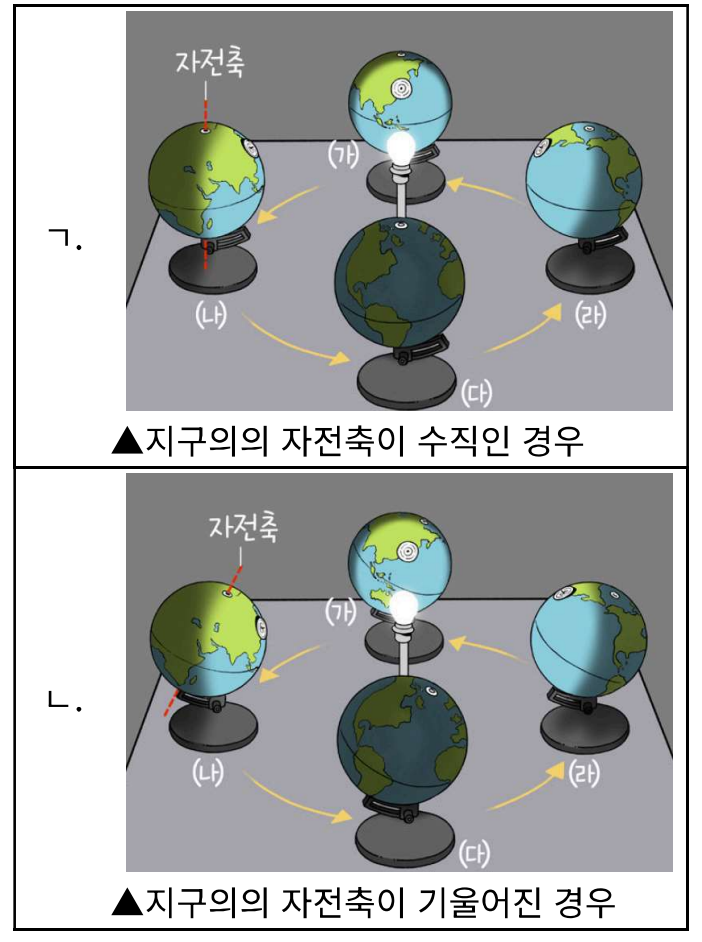 자전축
(가)
ㄱ.
(나)
(라)
(다)
▲지구의의 자전축이 수직인 경우
자전축
(가)
ㄴ.
(나)
(라)
(다)
▲지구의의 자전축이 기울어진 경우